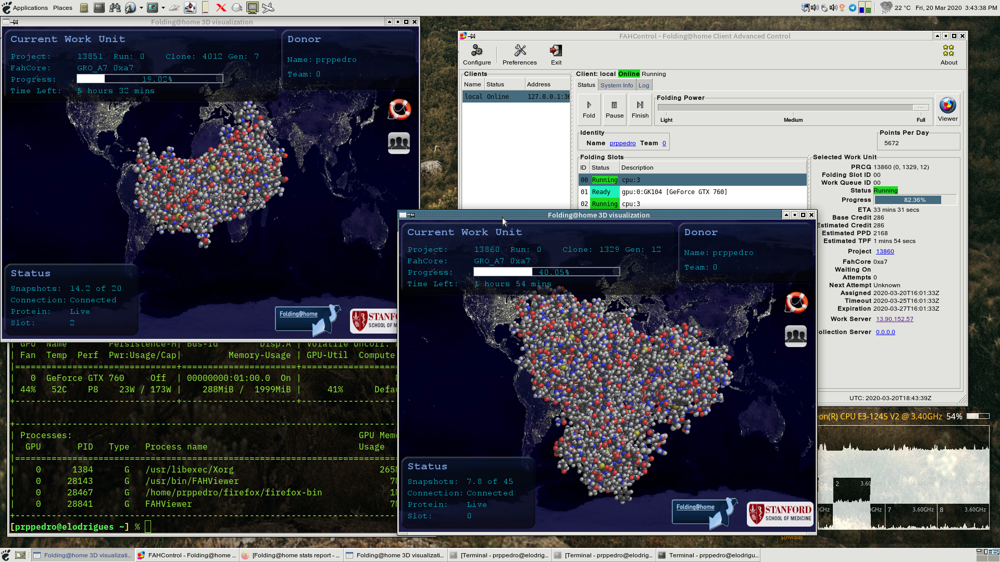 Applications Places
22 °C Fri, 20 Mar 2020 3:43:38 PM
Folding@home 3D visualization
Current Work Unit
Project: 13851 Run: 0 Clone: 4012 Gen: 7
FahCore: GRO_A7 0xa7
Progress: 19.02%
Time Left: 5 hours 32 mins
Donor
Name: prppedro
Team: 0
Status
Snapshots: 14.2 of 20
Connection: Connected
Protein: Live
Slot: 2
Folding@home
STANF
SCHOOL OF M
FAHControl - Folding@home Client Advanced Control
Configure Preferences Exit About
Clients
Name Status Address
local Online 127.0.0.1:36
Client: local Online Running
Status System Info Log
Fold Pause Finish
Folding Power
Light Medium Full
Viewer
Identity
Name prppedro Team 0
Points Per Day
5672
Folding Slots
ID Status Description
00 Running cpu:3
01 Ready gpu:0:GK104 [GeForce GTX 760]
02 Running cpu:3
Selected Work Unit
PRCG 13860 (0, 1329, 12)
Folding Slot ID 00
Work Queue ID 00
Status Running
Progress 82.36%
ETA 33 mins 31 secs
Base Credit 286
Estimated Credit 286
Estimated PPD 2168
Estimated TPF 1 mins 54 secs
Project 13860
FahCore 0xa7
Waiting On
Attempts 0
Next Attempt Unknown
Assigned 2020-03-20T16:01:33Z
Timeout 2020-03-25T16:01:33Z
Expiration 2020-03-27T16:01:33Z
Work Server 13.90.152.57
ollection Server 0.0.0.0
UTC: 2020-03-20T18:43:39Z
Folding@home 3D visualization
Current Work Unit
Project: 13860 Run: 0 Clone: 1329 Gen: 12
FahCore: GRO_A7 0xa7
Progress: 40.05%
Time Left: 1 hours 54 mins
Donor
Name: prppedro
Team: 0
Status
Snapshots: 7.8 of 45
Connection: Connected
Protein: Live
Slot: 0
Folding@home
STANFORD
SCHOOL OF MEDICINE
| GPU Name Persistence-M| Bus-Id Disp.A | Volatile Uncorr.
| Fan Temp Perf Pwr:Usage/Cap| Memory-Usage | GPU-Util Compute
|===============================+======================+===================
| 0 GeForce GTX 760 Off | 00000000:01:00.0 On |
| 44% 52C P8 23W / 173W | 288MiB / 1999MiB | 41% Defau
+-------------------------------+----------------------+-------------------
+--------------------------------------------------------------------------
| Processes: GPU Memo
| GPU PID Type Process name Usage
|==========================================================================
| 0 1384 G /usr/libexec/Xorg 265M
| 0 28143 G /usr/bin/FAHViewer 7M
| 0 28467 G /home/prppedro/firefox/firefox-bin 1M
| 0 28841 G FAHViewer 7M
+--------------------------------------------------------------------------
[prppedro@elodrigues ~] %
eon(R) CPU E3-1245 V2 @ 3.40GHz 54%
GHz 2 3.60GHz 3 3.60GHz 4 3.60GHz
GHz GHz 7 3.60GHz 8 3.60GHz
${nvidia}
Folding@home 3D visualizati... FAHControl - Folding@home ... [Folding@home stats report - ... Folding@home 3D visualizati... [Terminal - prppedro@elodrig... [Terminal - prppedro@elodrig... Terminal - prppedro@elodrigu...